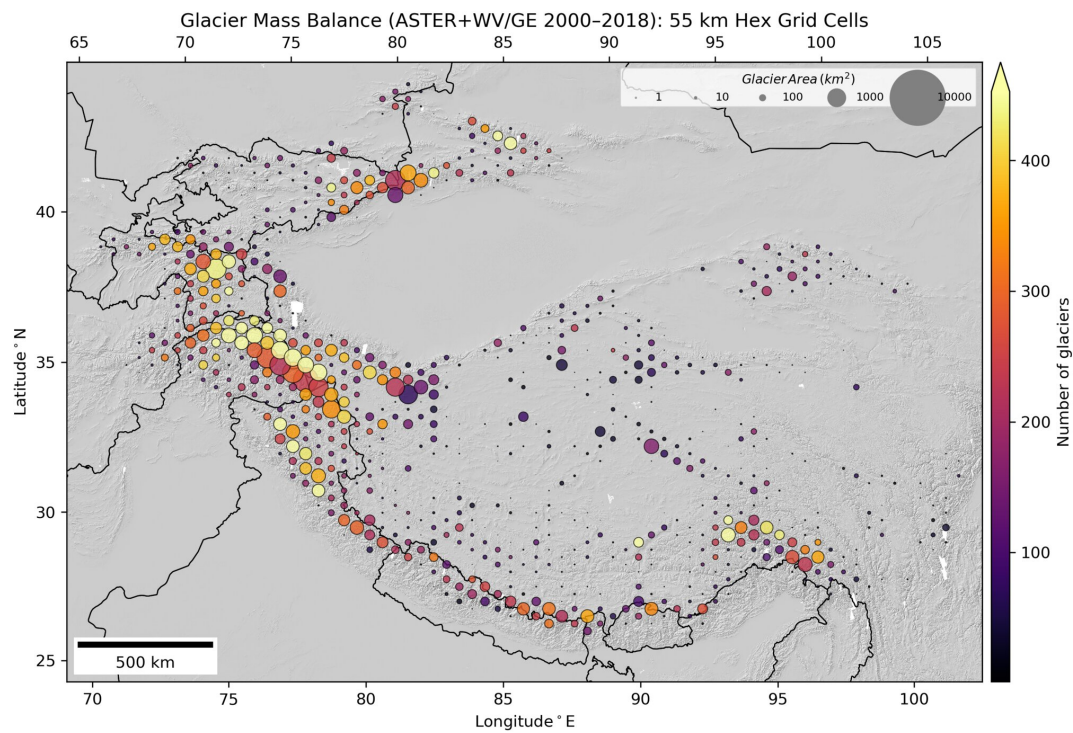 Glacier Mass Balance (ASTER+WV/GE 2000–2018): 55 km Hex Grid Cells
65 70 75 80 85 90 95 100 105
Glacier Area (km²)
1 10 100 1000 10000
400
40
300
35
Latitude° N
Number of glaciers
200
30
100
500 km
25
70 75 80 85 90 95 100
Longitude° E